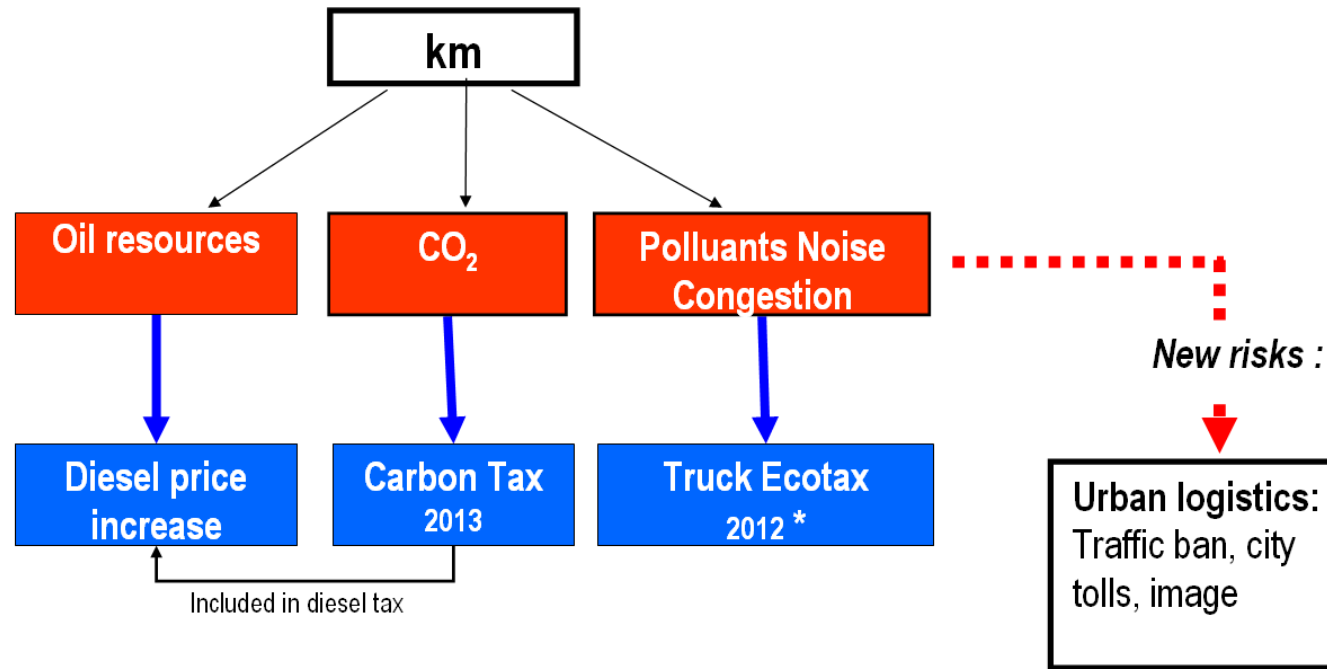 km
Oil resources
CO₂
Polluants Noise
Congestion
New risks :
Diesel price
increase
Carbon Tax
2013
Truck Ecotax
2012 *
Urban logistics:
Traffic ban, city
tolls, image
Included in diesel tax